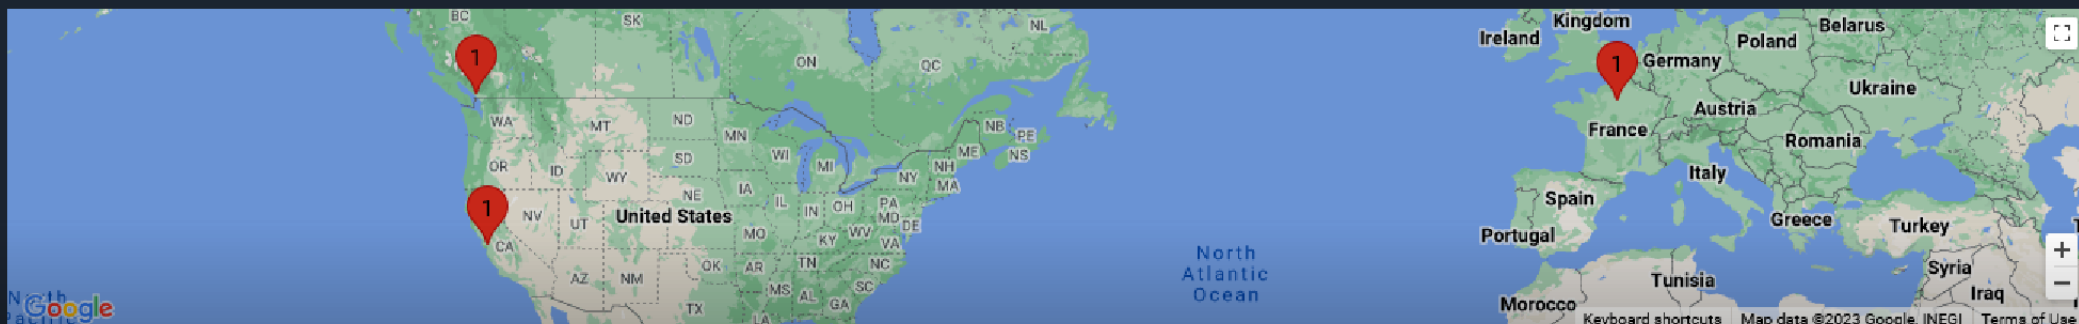 BC
SK
NL
Kingdom
Ireland
Belarus
Poland
1
1
ON
QC
Germany
Ukraine
WA
MT
ND
MN
NB
PE
Austria
France
Romania
OR
ID
WY
SD
WI
MI
ME
NS
NH
NY
MA
Italy
1
NE
IA
IL
IN
OH
PA
MD
DE
Spain
NV
UT
United States
MO
KY
WV
VA
Greece
Turkey
Portugal
CA
North
Atlantic
Ocean
AZ
NM
OK
AR
TN
NC
Syria
Iraq
Tunisia
Morocco
MS
AL
GA
SC
TX
LA
North
Google
Keyboard shortcuts
Map data ©2023 Google, INEGI
Terms of Use